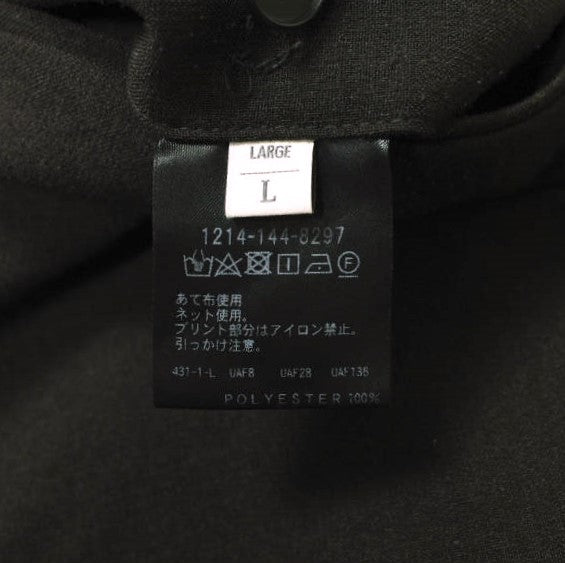 LARGE
L
1214-144-8297
あて布使用
ネット使用。
プリント部分はアイロン禁止。
引っかけ注意。
431-1-L UAF8 UAF28 UAF136
POLYESTER 100%